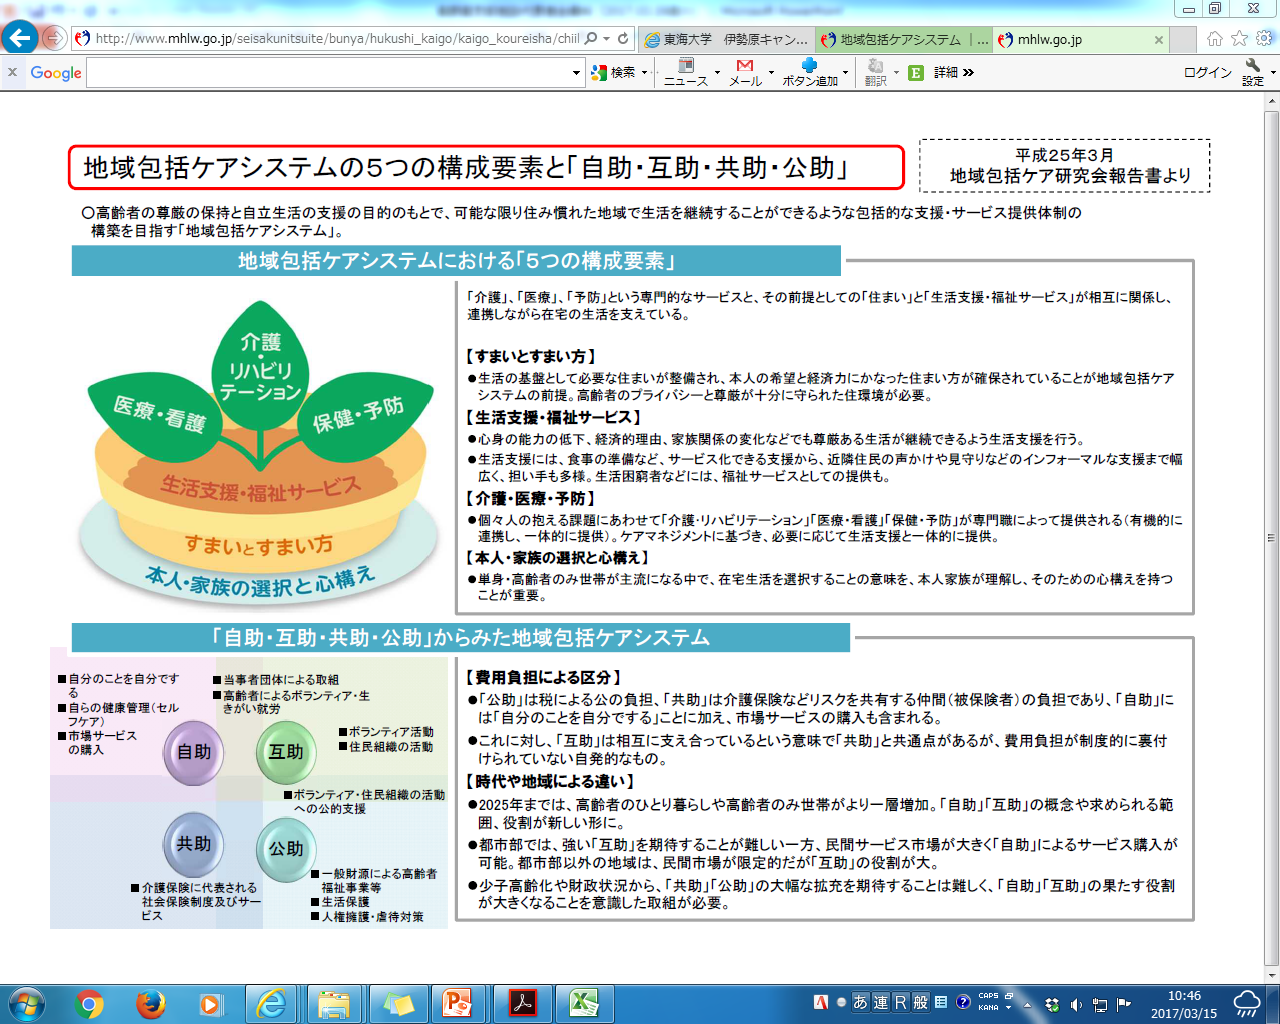 http://www.mhlw.go.jp/seisakunitsuite/bunya/hukushi_kaigo/kaigo_koureisha/chiil
東海大学　伊勢原キャン...
地域包括ケアシステム ｜...
mhlw.go.jp
Google
検索
ニュース
メール
ボタン追加
翻訳
詳細 »
ログイン
設定
地域包括ケアシステムの５つの構成要素と「自助・互助・共助・公助」
平成２５年３月
地域包括ケア研究会報告書より
○高齢者の尊厳の保持と自立生活の支援の目的のもとで、可能な限り住み慣れた地域で生活を継続することができるような包括的な支援・サービス提供体制の
構築を目指す「地域包括ケアシステム」。
地域包括ケアシステムにおける「５つの構成要素」
介護
・
リハビリ
テーション
医療・看護
保健・予防
生活支援・福祉サービス
すまいとすまい方
本人・家族の選択と心構え
「介護」、「医療」、「予防」という専門的なサービスと、その前提としての「住まい」と「生活支援・福祉サービス」が相互に関係し、
連携しながら在宅の生活を支えている。
【すまいとすまい方】
●生活の基盤として必要な住まいが整備され、本人の希望と経済力にかなった住まい方が確保されていることが地域包括ケア
システムの前提。高齢者のプライバシーと尊厳が十分に守られた住環境が必要。
【生活支援・福祉サービス】
●心身の能力の低下、経済的理由、家族関係の変化などでも尊厳ある生活が継続できるよう生活支援を行う。
●生活支援には、食事の準備など、サービス化できる支援から、近隣住民の声かけや見守りなどのインフォーマルな支援まで幅
広く、担い手も多様。生活困窮者などには、福祉サービスとしての提供も。
【介護・医療・予防】
●個々人の抱える課題にあわせて「介護・リハビリテーション」「医療・看護」「保健・予防」が専門職によって提供される（有機的に
連携し、一体的に提供）。ケアマネジメントに基づき、必要に応じて生活支援と一体的に提供。
【本人・家族の選択と心構え】
●単身・高齢者のみ世帯が主流になる中で、在宅生活を選択することの意味を、本人家族が理解し、そのための心構えを持つ
ことが重要。
「自助・互助・共助・公助」からみた地域包括ケアシステム
■自分のことを自分です
る
■自らの健康管理（セル
フケア）
■市場サービス
の購入
■当事者団体による取組
■高齢者によるボランティア・生
きがい就労
■ボランティア活動
■住民組織の活動
自助
互助
■ボランティア・住民組織の活動
への公的支援
共助
公助
■介護保険に代表される
社会保険制度及びサー
ビス
■一般財源による高齢者
福祉事業等
■生活保護
■人権擁護・虐待対策
【費用負担による区分】
●「公助」は税による公の負担、「共助」は介護保険などリスクを共有する仲間（被保険者）の負担であり、「自助」に
は「自分のことを自分でする」ことに加え、市場サービスの購入も含まれる。
●これに対し、「互助」は相互に支え合っているという意味で「共助」と共通点があるが、費用負担が制度的に裏付
けられていない自発的なもの。
【時代や地域による違い】
●2025年までは、高齢者のひとり暮らしや高齢者のみ世帯がより一層増加。「自助」「互助」の概念や求められる範
囲、役割が新しい形に。
●都市部では、強い「互助」を期待することが難しい一方、民間サービス市場が大きく「自助」によるサービス購入が
可能。都市部以外の地域は、民間市場が限定的だが「互助」の役割が大。
●少子高齢化や財政状況から、「共助」「公助」の大幅な拡充を期待することは難しく、「自助」「互助」の果たす役割
が大きくなることを意識した取組が必要。
あ 連 R 般
CAPS
KANA
10:46
2017/03/15